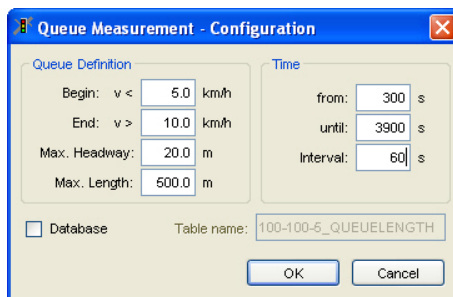 Queue Measurement - Configuration
Queue Definition
Begin: v < 5.0 km/h
End: v > 10.0 km/h
Max. Headway: 20.0 m
Max. Length: 500.0 m
Time
from: 300 s
until: 3900 s
Interval: 60 s
Database
Table name: 100-100-5_QUEUELENGTH
OK
Cancel